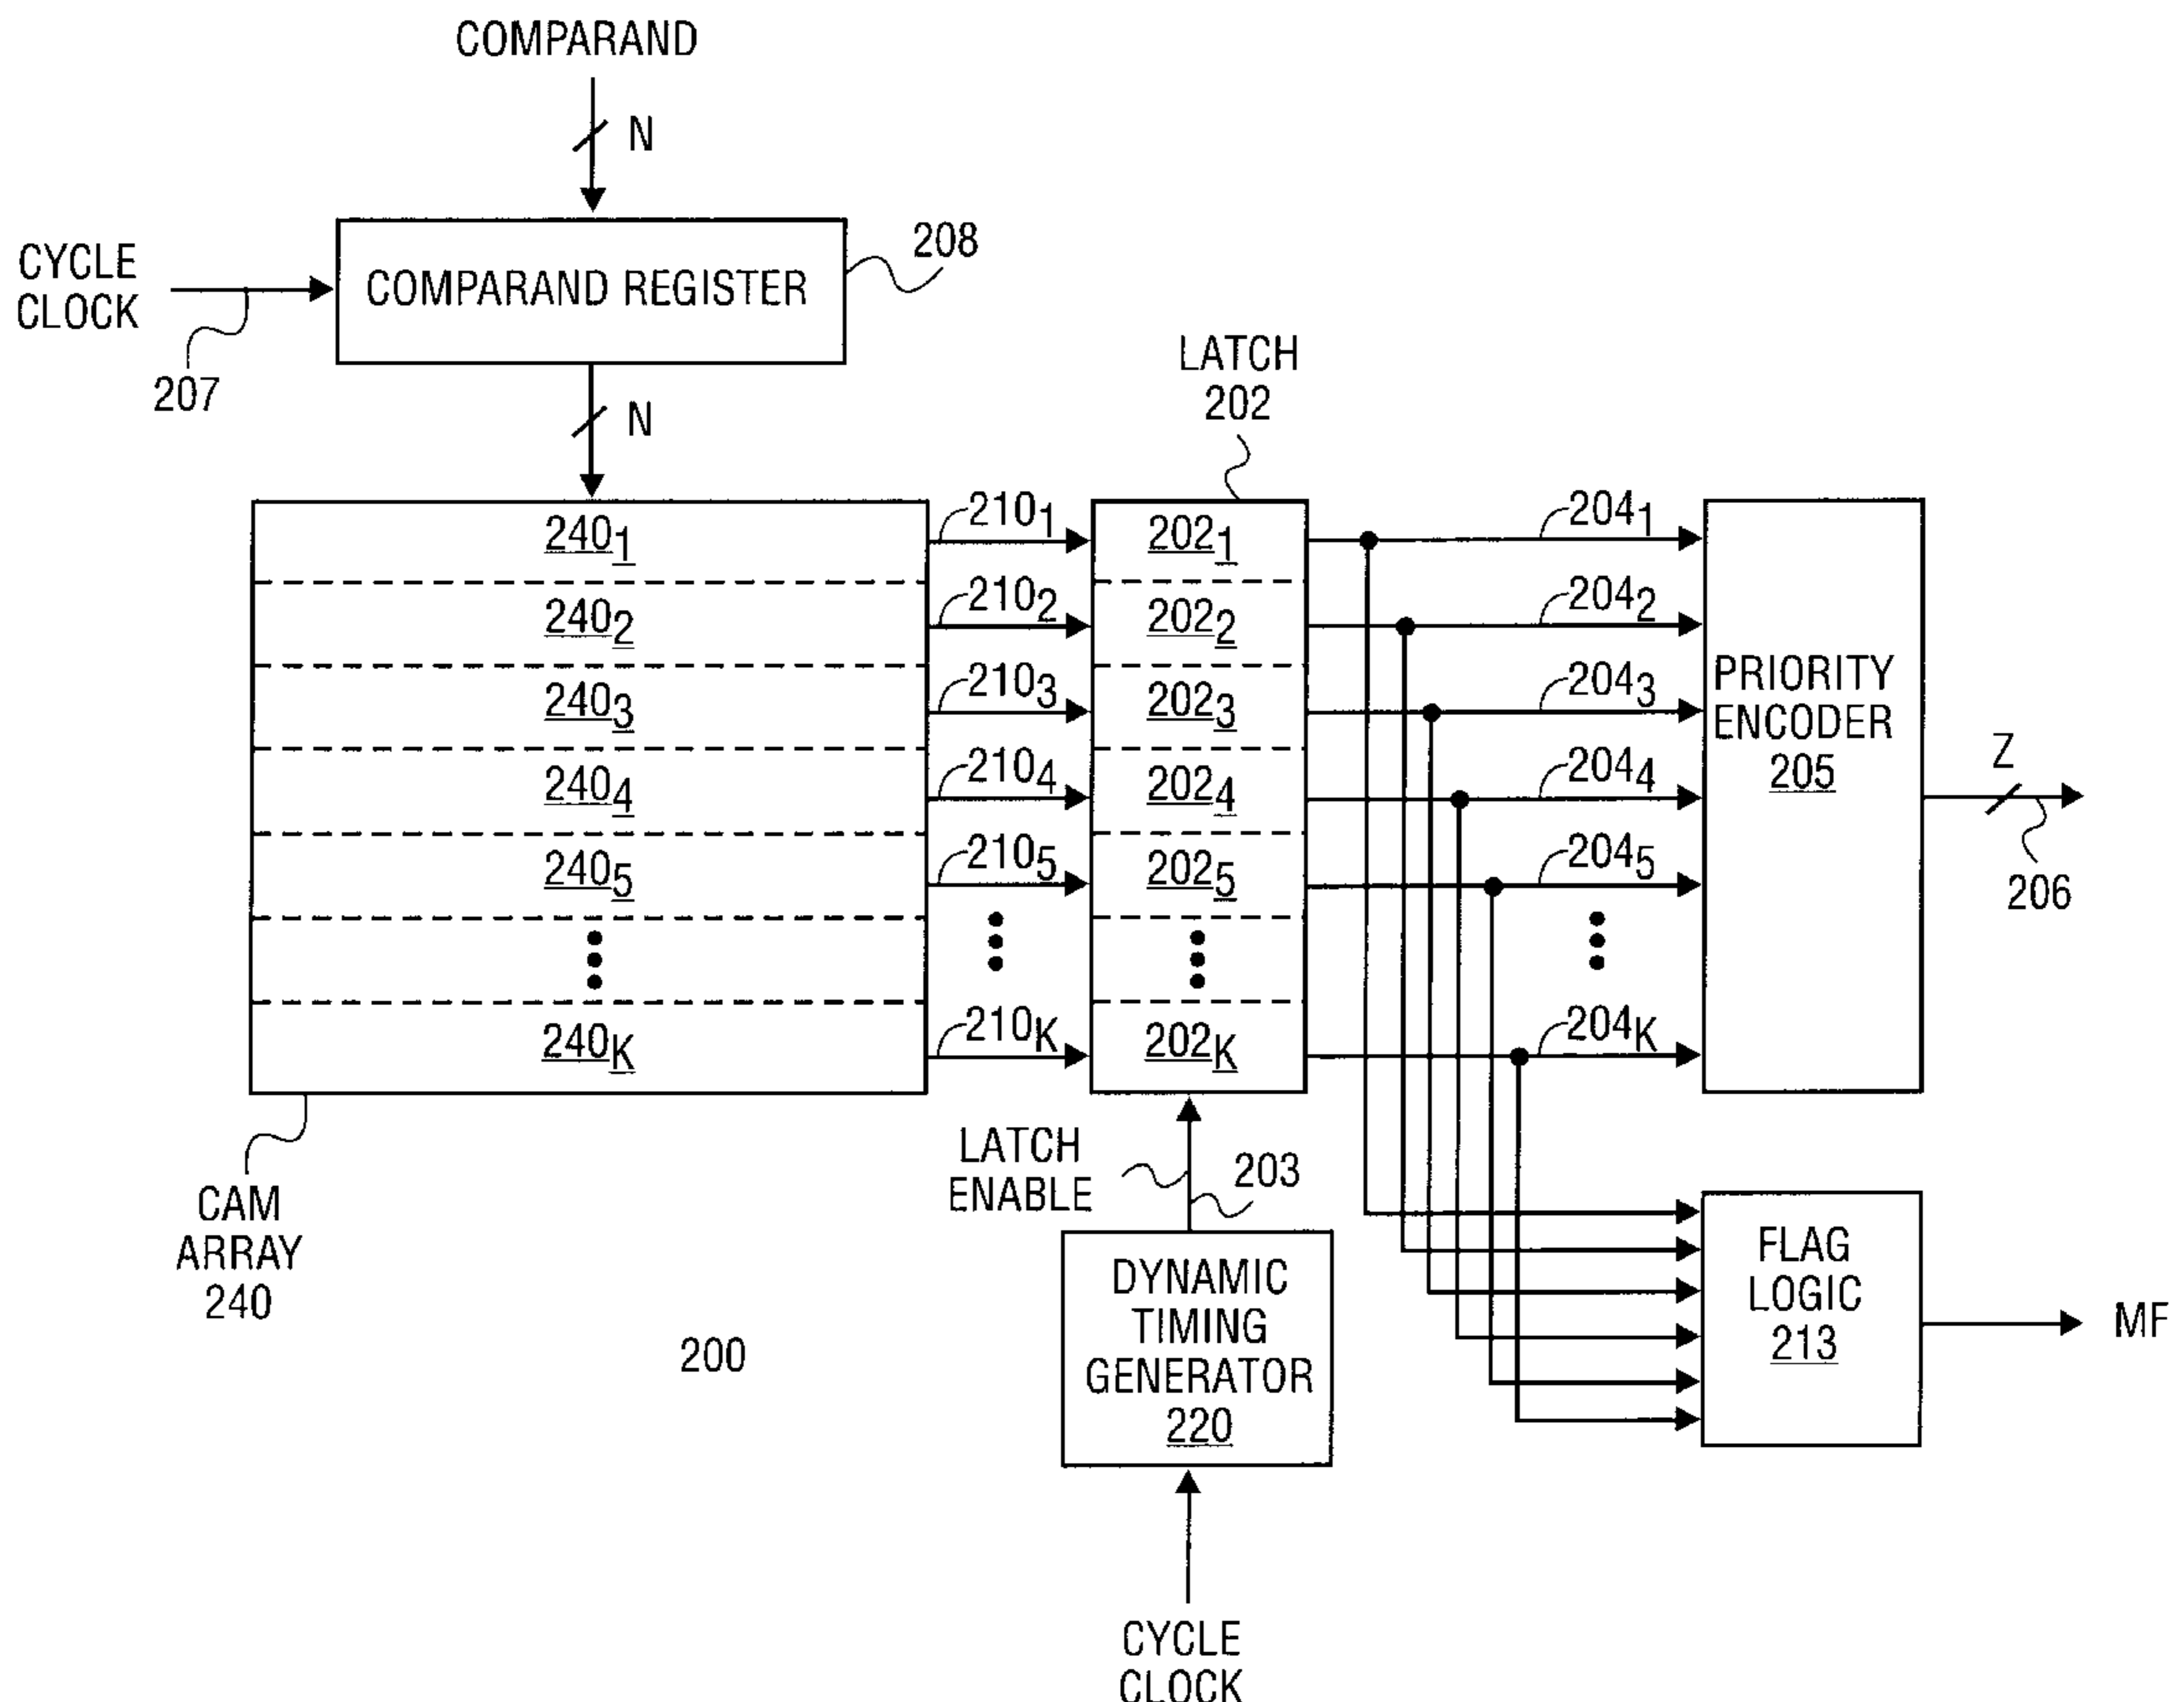 COMPARAND
N
CYCLE
CLOCK
207
COMPARAND REGISTER
208
N
LATCH
202
240₁
240₂
240₃
240₄
240₅
240K
210₁
210₂
210₃
210₄
210₅
210K
202₁
202₂
202₃
202₄
202₅
202K
204₁
204₂
204₃
204₄
204₅
204K
PRIORITY
ENCODER
205
Z
206
CAM
ARRAY
240
LATCH
ENABLE
203
200
DYNAMIC
TIMING
GENERATOR
220
FLAG
LOGIC
213
MF
CYCLE
CLOCK